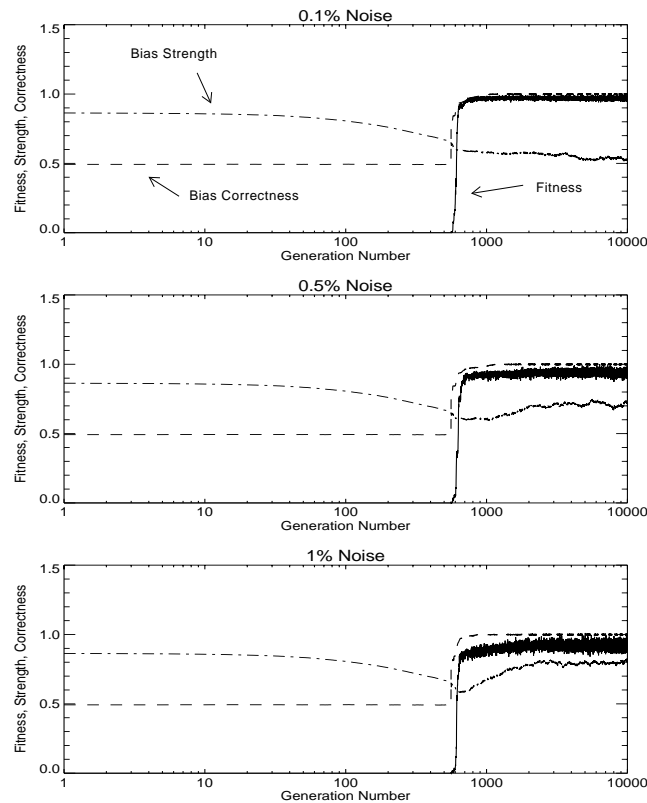 0.1% Noise
Fitness, Strength, Correctness
1.5
1.0
0.5
0.0
Bias Strength
Bias Correctness
Fitness
1
10
100
1000
10000
Generation Number
0.5% Noise
Fitness, Strength, Correctness
1.5
1.0
0.5
0.0
1
10
100
1000
10000
Generation Number
1% Noise
Fitness, Strength, Correctness
1.5
1.0
0.5
0.0
1
10
100
1000
10000
Generation Number